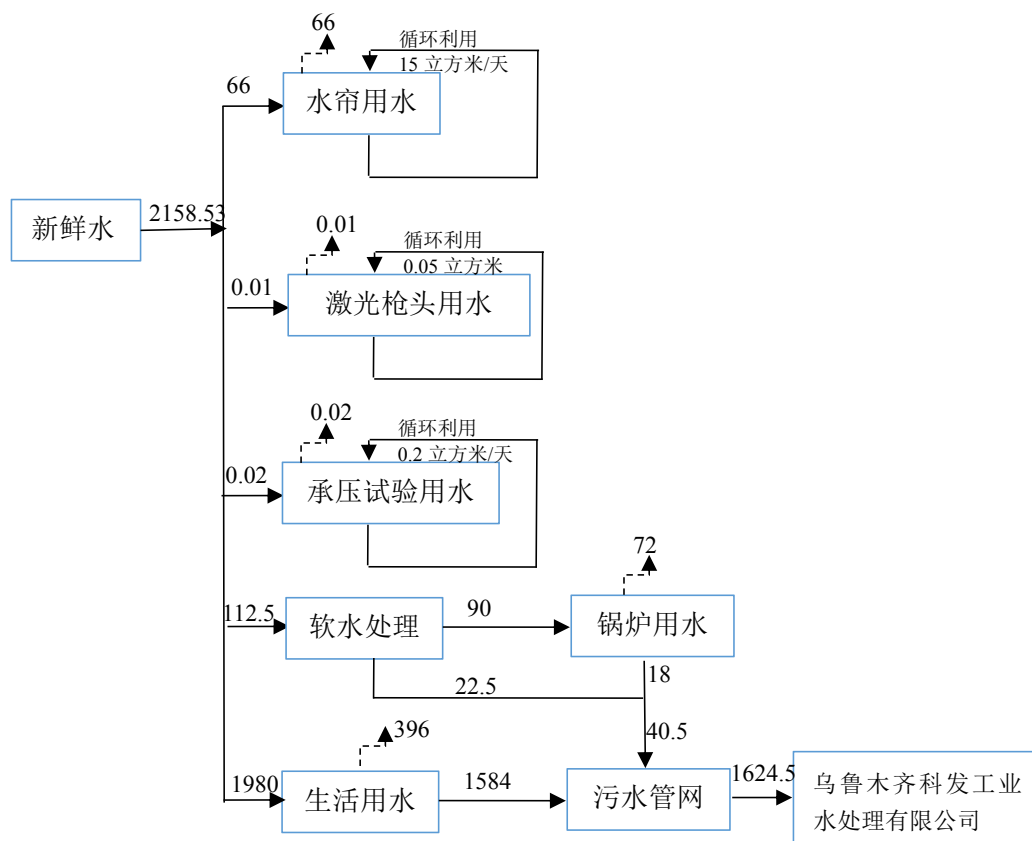 66
循环利用
15 立方米/天
66
水帘用水
新鲜水
2158.53
0.01
循环利用
0.05 立方米
0.01
激光枪头用水
0.02
循环利用
0.2 立方米/天
0.02
承压试验用水
72
112.5
软水处理
90
锅炉用水
22.5
18
396
40.5
1980
生活用水
1584
污水管网
1624.5
乌鲁木齐科发工业
水处理有限公司